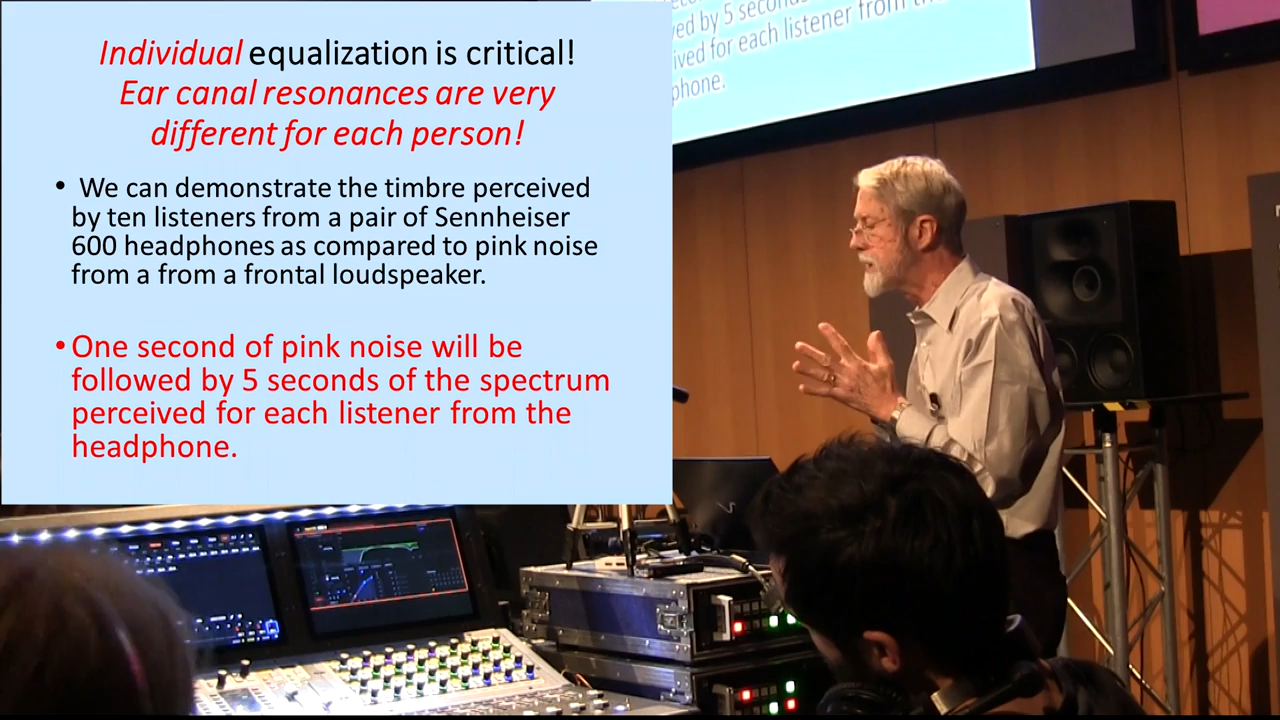 Individual equalization is critical!
Ear canal resonances are very
different for each person!
• We can demonstrate the timbre perceived
by ten listeners from a pair of Sennheiser
600 headphones as compared to pink noise
from a from a frontal loudspeaker.
• One second of pink noise will be
followed by 5 seconds of the spectrum
perceived for each listener from the
headphone.
by 5 seconds
for each listener from the
phone.